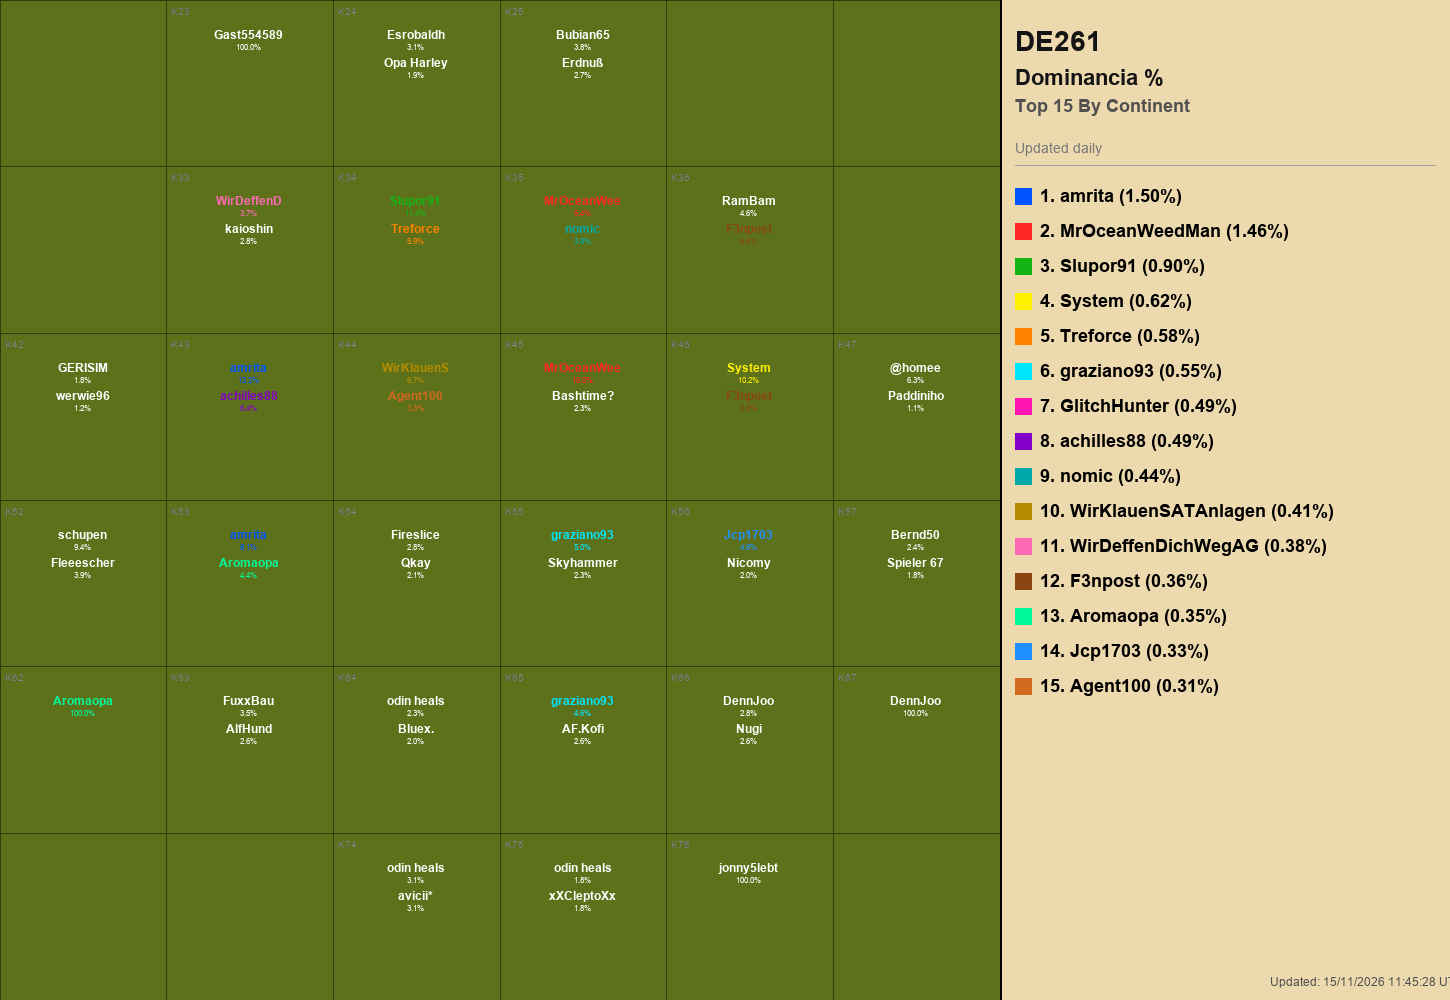 K23
Gast554589
100.0%
K24
Esrobaldh
3.1%
Opa Harley
1.9%
K25
Bubian65
3.8%
Erdnuß
2.7%
K33
WirDeffenD
3.7%
kaioshin
2.8%
K34
Slupor91
Treforce
5.9%
K35
MrOceanWee
nomic
K36
RamBam
4.6%
F3npost
K42
GERISIM
1.8%
werwie96
1.2%
K43
amrita
achilles88
K44
WirKlauenS
6.7%
Agent100
3.3%
K45
MrOceanWee
Bashtime?
2.3%
K46
System
10.2%
F3npost
K47
@homee
6.3%
Paddiniho
1.1%
K52
schupen
9.4%
Fleeescher
3.9%
K53
amrita
Aromaopa
4.4%
K54
Fireslice
2.8%
Qkay
2.1%
K55
graziano93
5.0%
Skyhammer
2.3%
K56
Jcp1703
Nicomy
2.0%
K57
Bernd50
2.4%
Spieler 67
1.8%
K62
Aromaopa
100.0%
K63
FuxxBau
3.5%
AlfHund
2.6%
K64
odin heals
2.3%
Bluex.
2.0%
K65
graziano93
4.6%
AF.Kofi
2.6%
K66
DennJoo
2.8%
Nugi
2.6%
K67
DennJoo
100.0%
K74
odin heals
3.1%
avicii*
3.1%
K75
odin heals
1.8%
xXCleptoXx
1.8%
K76
jonny5lebt
100.0%
DE261
Dominancia %
Top 15 By Continent
Updated daily
1. amrita (1.50%)
2. MrOceanWeedMan (1.46%)
3. Slupor91 (0.90%)
4. System (0.62%)
5. Treforce (0.58%)
6. graziano93 (0.55%)
7. GlitchHunter (0.49%)
8. achilles88 (0.49%)
9. nomic (0.44%)
10. WirKlauenSATAnlagen (0.41%)
11. WirDeffenDichWegAG (0.38%)
12. F3npost (0.36%)
13. Aromaopa (0.35%)
14. Jcp1703 (0.33%)
15. Agent100 (0.31%)
Updated: 15/11/2026 11:45:28